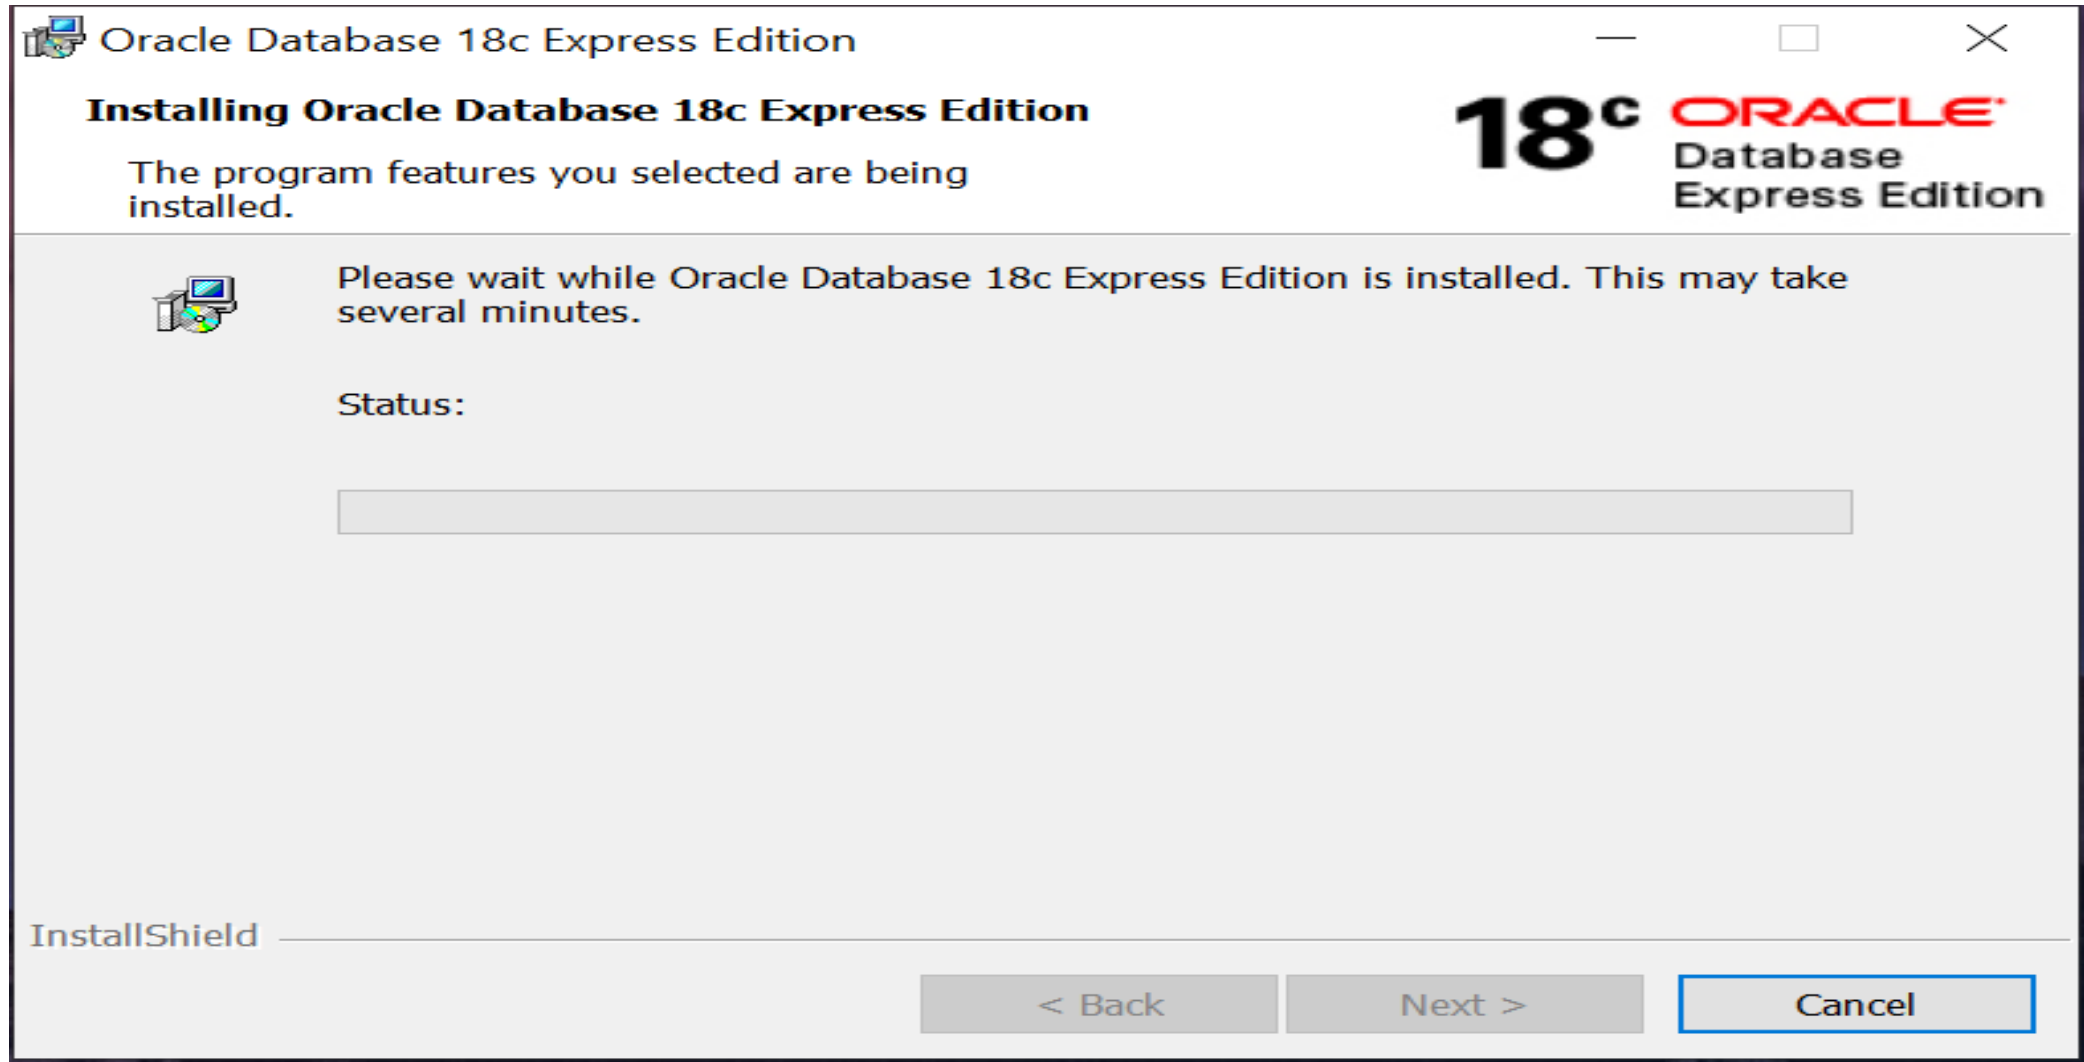 Oracle Database 18c Express Edition
Installing Oracle Database 18c Express Edition
The program features you selected are being
installed.
18c ORACLE
Database
Express Edition
Please wait while Oracle Database 18c Express Edition is installed. This may take
several minutes.
Status:
InstallShield
< Back
Next >
Cancel